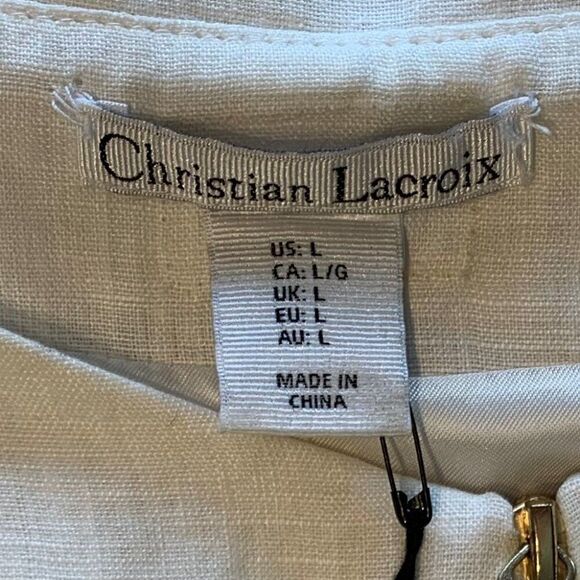 Christian Lacroix
US: L
CA: L/G
UK: L
EU: L
AU: L
MADE IN
CHINA